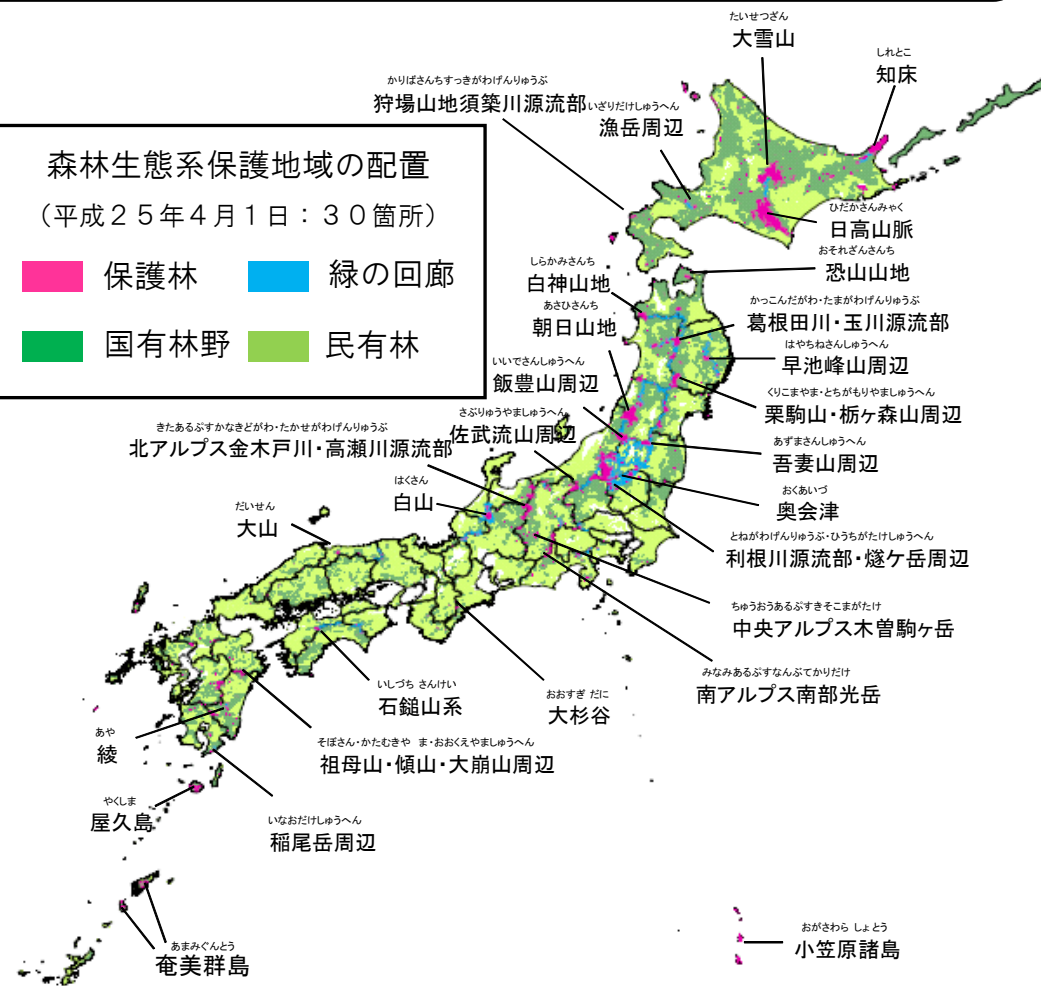 たいせつざん
大雪山
しれとこ
知床
かりばさんちすっきがわげんりゅうぶ
狩場山地須築川源流部
いざりだけしゅうへん
漁岳周辺
森林生態系保護地域の配置
（平成２５年４月１日：３０箇所）
保護林
緑の回廊
国有林野
民有林
ひだかさんみゃく
日高山脈
おそれざんさんち
恐山山地
しらかみさんち
白神山地
かっこんだがわ・たまがわげんりゅうぶ
葛根田川・玉川源流部
あさひさんち
朝日山地
はやちねさんしゅうへん
早池峰山周辺
いいでさんしゅうへん
飯豊山周辺
くりこまやま・とちがもりやましゅうへん
栗駒山・栃ヶ森山周辺
さぶりゅうやましゅうへん
佐武流山周辺
きたあるぷすかなきどがわ・たかせがわげんりゅうぶ
北アルプス金木戸川・高瀬川源流部
あずまさんしゅうへん
吾妻山周辺
はくさん
白山
おくあいづ
奥会津
だいせん
大山
とねがわげんりゅうぶ・ひうちがたけしゅうへん
利根川源流部・燧ケ岳周辺
ちゅうおうあるぷすきそこまがたけ
中央アルプス木曽駒ヶ岳
みなみあるぷすなんぶてかりだけ
南アルプス南部光岳
いしづち さんけい
石鎚山系
おおすぎ だに
大杉谷
あや
綾
そぼさん・かたむきや ま・おおくえやましゅうへん
祖母山・傾山・大崩山周辺
やくしま
屋久島
いなおだけしゅうへん
稲尾岳周辺
あまみぐんとう
奄美群島
おがさわら しょとう
小笠原諸島